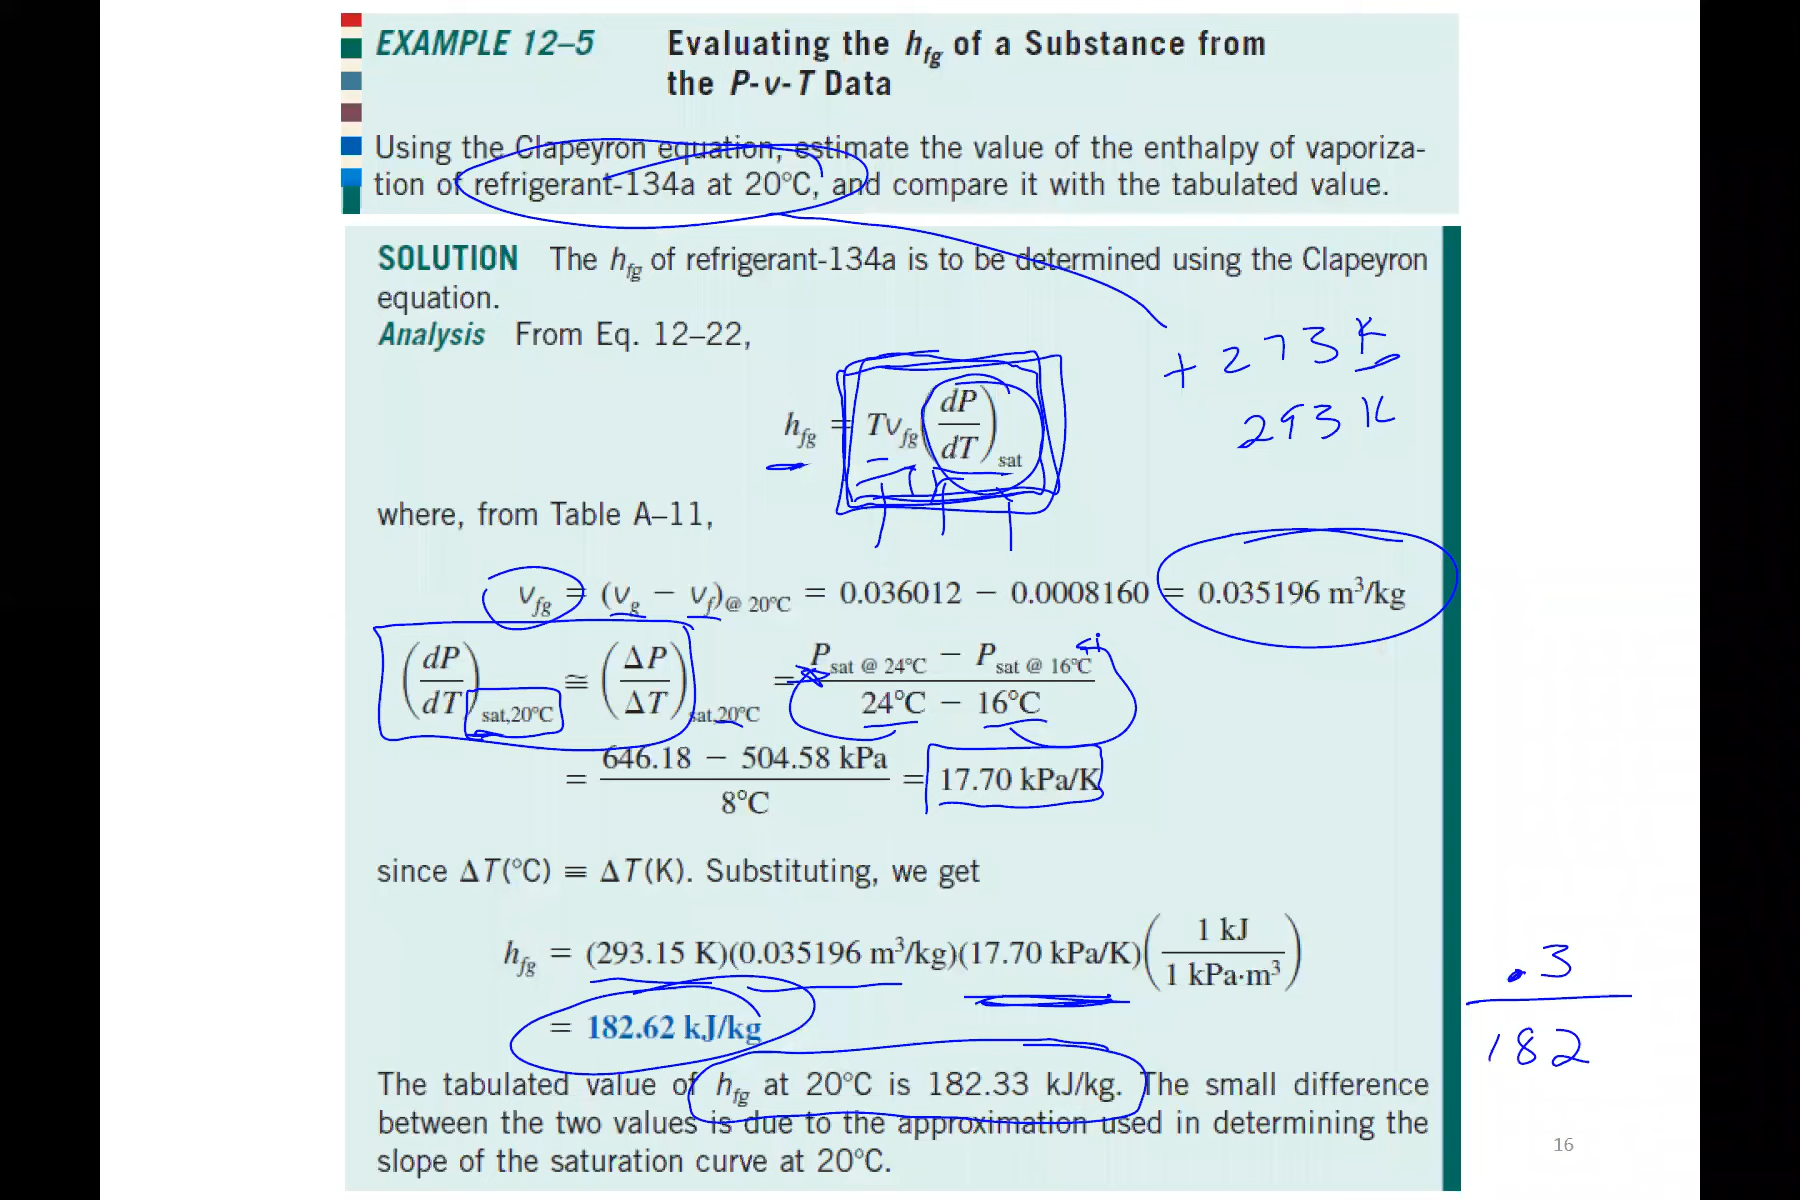 EXAMPLE 12–5 Evaluating the h_fg of a Substance from
the P-v-T Data
Using the Clapeyron equation, estimate the value of the enthalpy of vaporiza-
tion of refrigerant-134a at 20°C, and compare it with the tabulated value.
SOLUTION The h_fg of refrigerant-134a is to be determined using the Clapeyron
equation.
Analysis From Eq. 12–22,
+ 273 K
293 K
h_fg = Tv_fg (dP/dT)_sat
where, from Table A–11,
v_fg = (v_g − v_f)@ 20°C = 0.036012 − 0.0008160 = 0.035196 m³/kg
(dP/dT)_sat,20°C ≅ (ΔP/ΔT)_sat,20°C = (P_sat @ 24°C − P_sat @ 16°C)/(24°C − 16°C)
= (646.18 − 504.58 kPa)/8°C = 17.70 kPa/K
since ΔT(°C) ≡ ΔT(K). Substituting, we get
h_fg = (293.15 K)(0.035196 m³/kg)(17.70 kPa/K)(1 kJ/1 kPa·m³)
= 182.62 kJ/kg
.3
182
The tabulated value of h_fg at 20°C is 182.33 kJ/kg. The small difference
between the two values is due to the approximation used in determining the
slope of the saturation curve at 20°C.
16